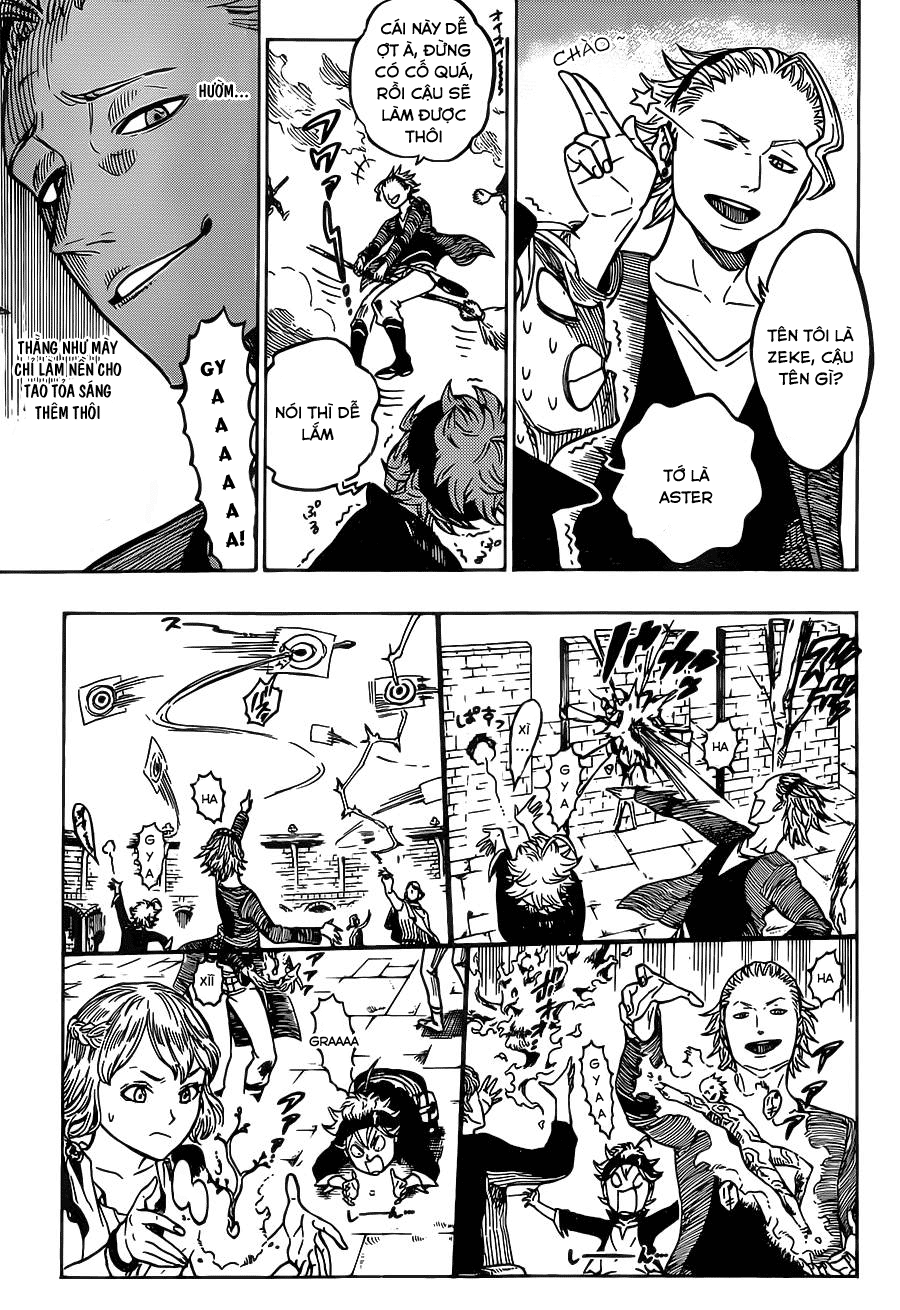 CHÀO~
TÊN TÔI LÀ
ZEKE, CẬU
TÊN GÌ?
TỚ LÀ
ASTER
CÁI NÀY DỄ
ỢT À, ĐỪNG
CÓ CỐ QUÁ,
RỒI CẬU SẼ
LÀM ĐƯỢC
THÔI
NÓI THÌ DỄ
LẮM
HƯỜM...
THẰNG NHƯ MÀY
CHỈ LÀM NỀN CHO
TAO TỎA SÁNG
THÊM THÔI
GY
A
A
A
A
A
A!
HA
GYA
XÌ
....
HA
GYA
HA
GYAA
XÌÌ
GRAAAA